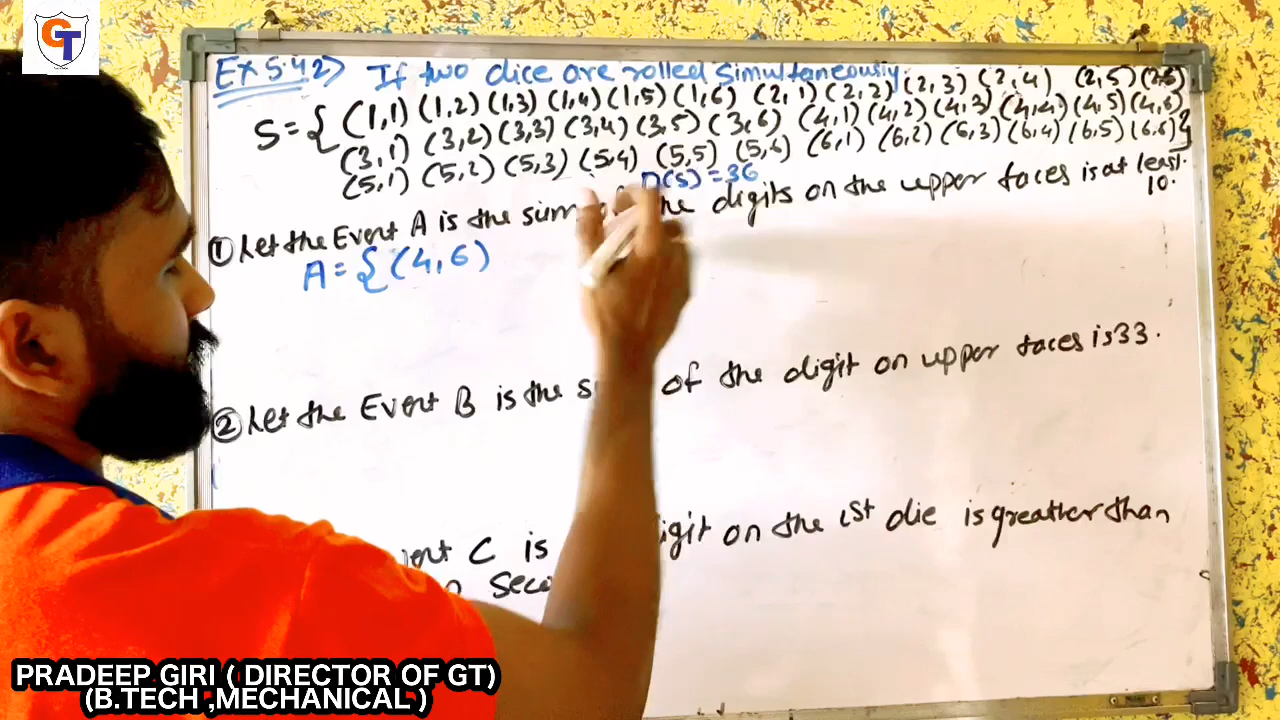 GT
Ex 5.4 2) If two dice are rolled simultaneously
S = { (1,1) (1,2) (1,3) (1,4) (1,5) (1,6) (2,1) (2,2) (2,3) (2,4) (2,5) (2,6)
(3,1) (3,2) (3,3) (3,4) (3,5) (3,6) (4,1) (4,2) (4,3) (4,4) (4,5) (4,6)
(5,1) (5,2) (5,3) (5,4) (5,5) (5,6) (6,1) (6,2) (6,3) (6,4) (6,5) (6,6) }
n(S) = 36
① Let the Event A is the sum the digits on the upper faces is at least
10.
A = { (4,6)
② Let the Event B is the of the digit on upper faces is 33.
C is on the 1st die is greatter than
PRADEEP GIRI ( DIRECTOR OF GT)
(B.TECH ,MECHANICAL )